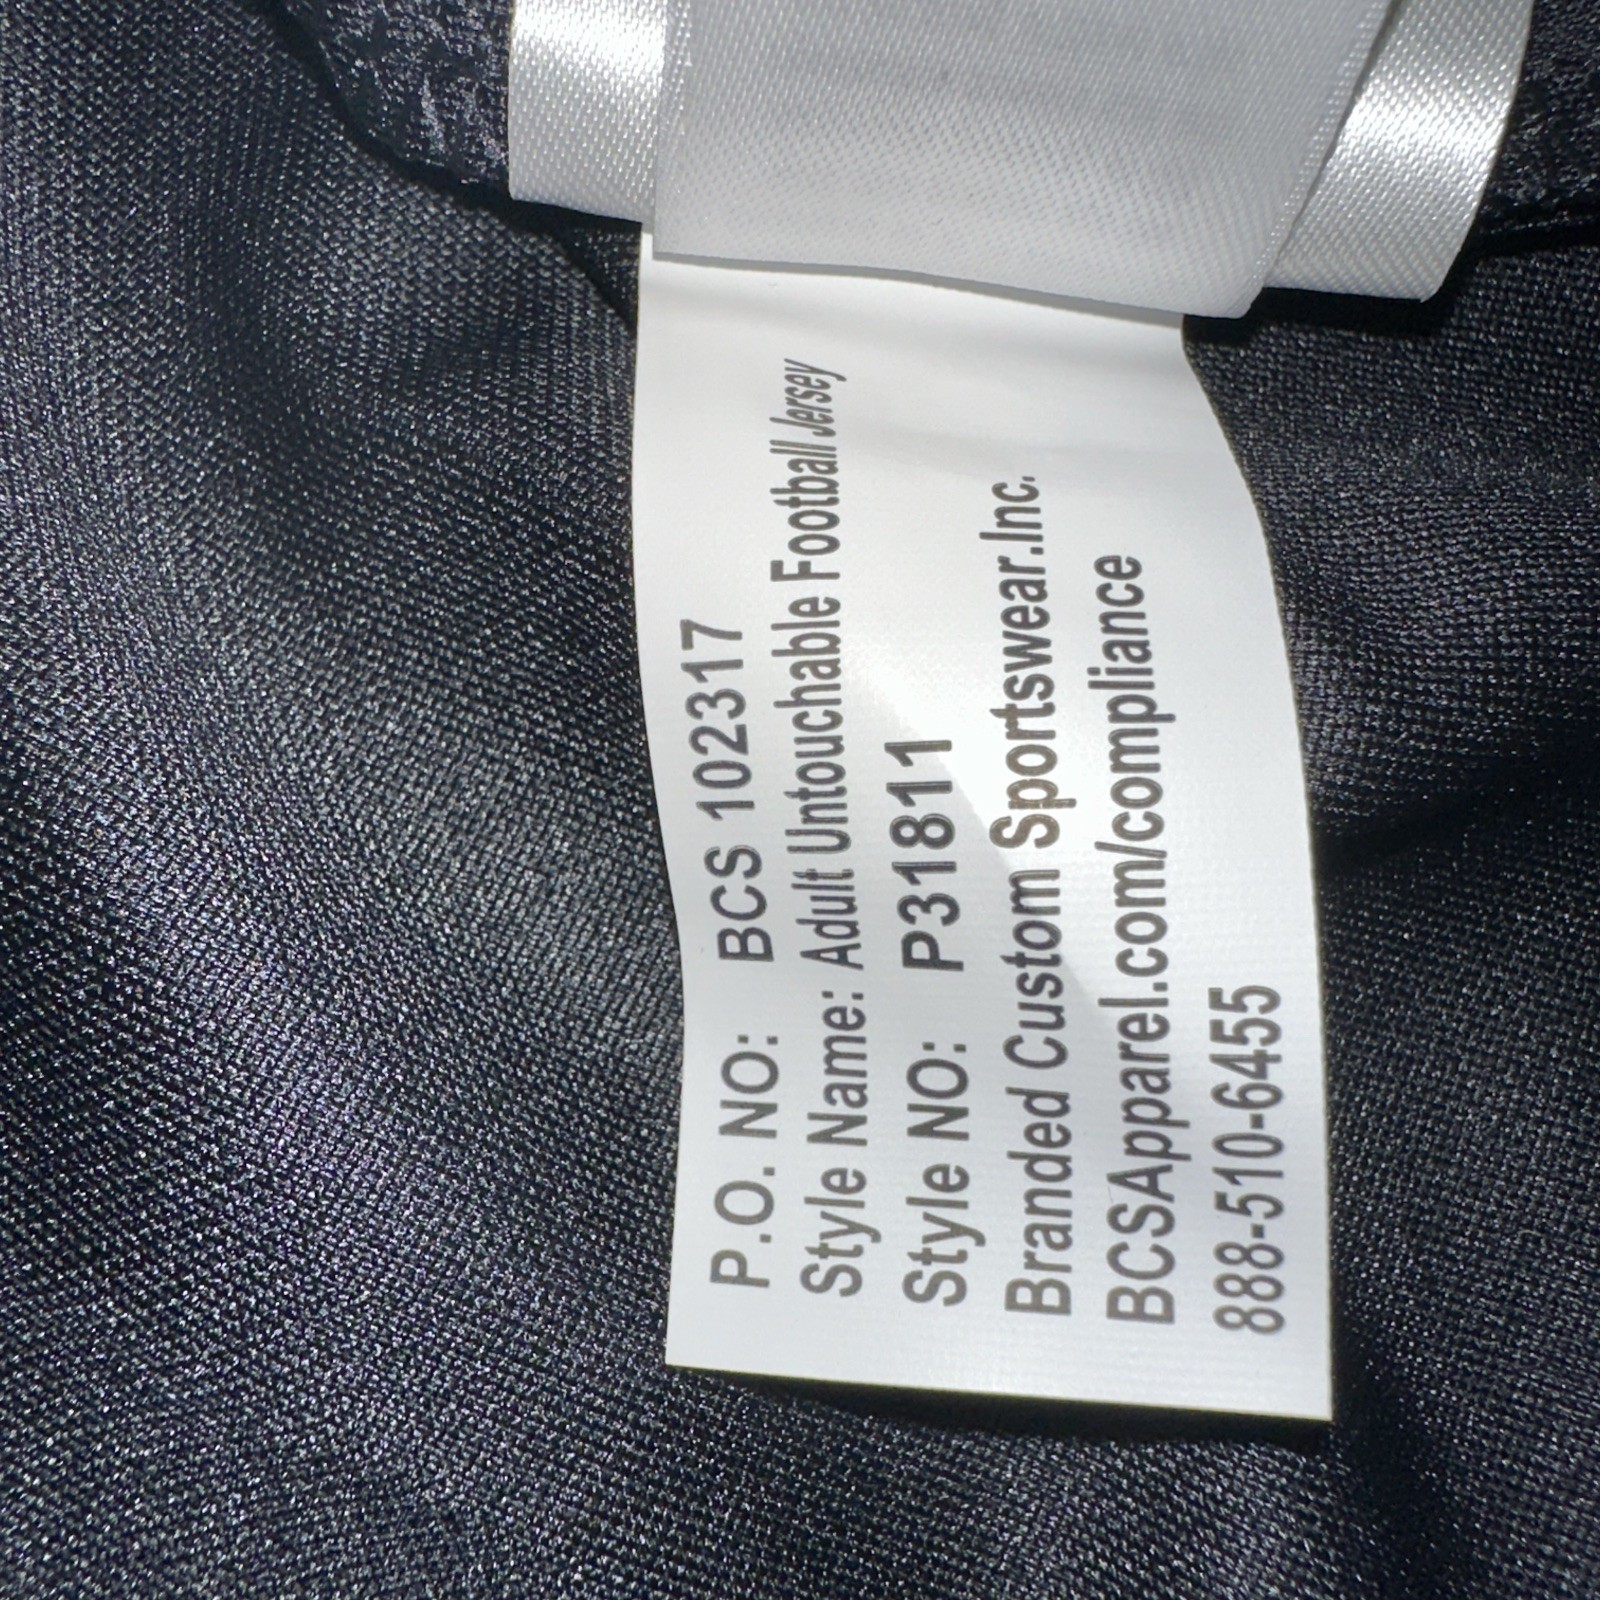 P.O. NO: BCS 102317
Style Name: Adult Untouchable Football Jersey
Style NO: P31811
Branded Custom Sportswear.Inc.
BCSApparel.com/compliance
888-510-6455